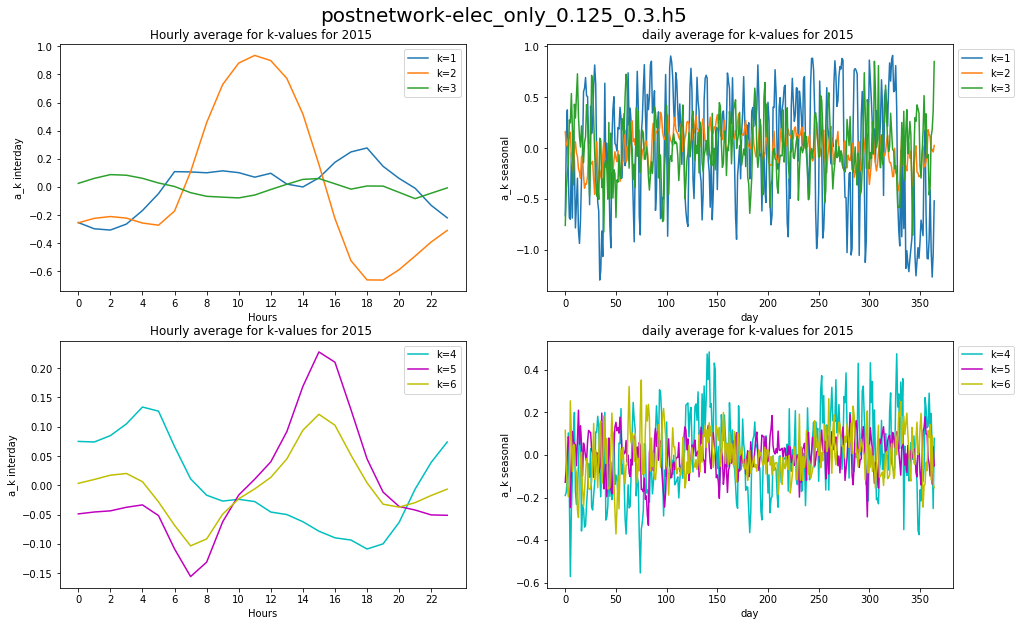 postnetwork-elec_only_0.125_0.3.h5
Hourly average for k-values for 2015
1.0
0.8
0.6
0.4
0.2
0.0
−0.2
−0.4
−0.6
a_k interday
k=1
k=2
k=3
0 2 4 6 8 10 12 14 16 18 20 22
Hours
daily average for k-values for 2015
1.0
0.5
0.0
−0.5
−1.0
a_k seasonal
k=1
k=2
k=3
0 50 100 150 200 250 300 350
day
Hourly average for k-values for 2015
0.20
0.15
0.10
0.05
0.00
−0.05
−0.10
−0.15
a_k interday
k=4
k=5
k=6
0 2 4 6 8 10 12 14 16 18 20 22
Hours
daily average for k-values for 2015
0.4
0.2
0.0
−0.2
−0.4
−0.6
a_k seasonal
k=4
k=5
k=6
0 50 100 150 200 250 300 350
day